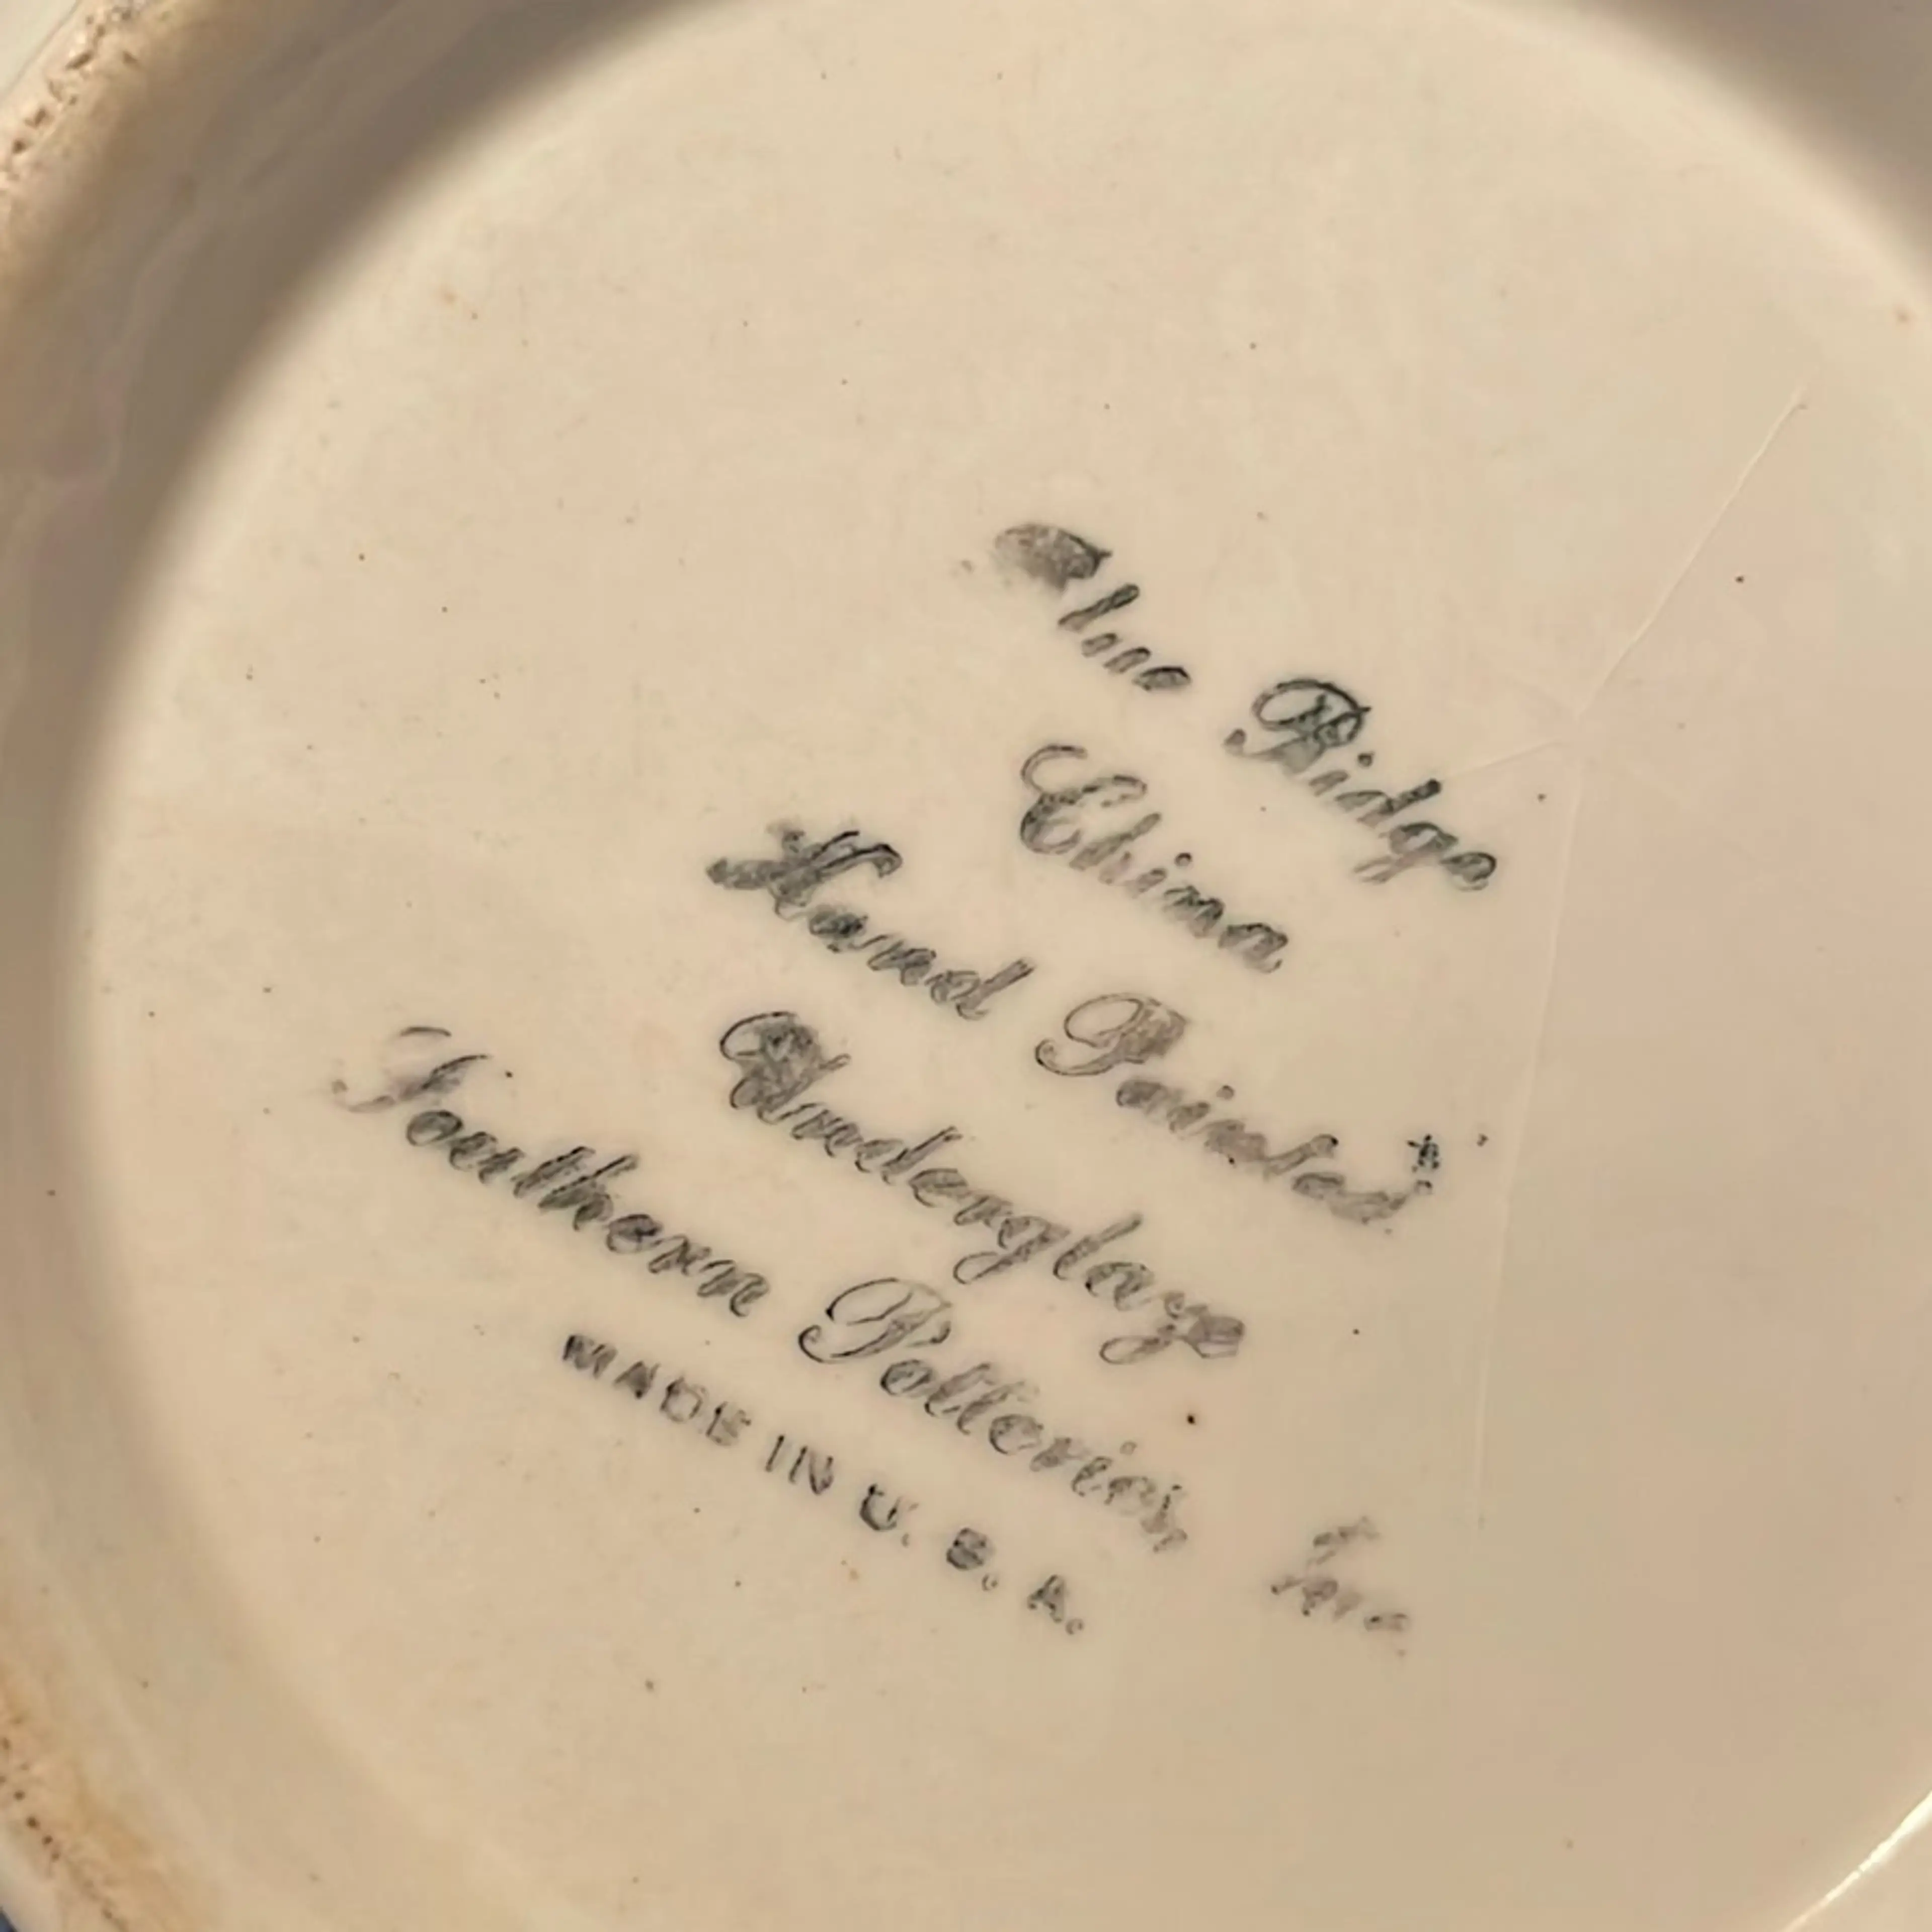 Blue Ridge
China
Hand Painted
Underglaze
Southern Potteries, Inc.
MADE IN U. S. A.